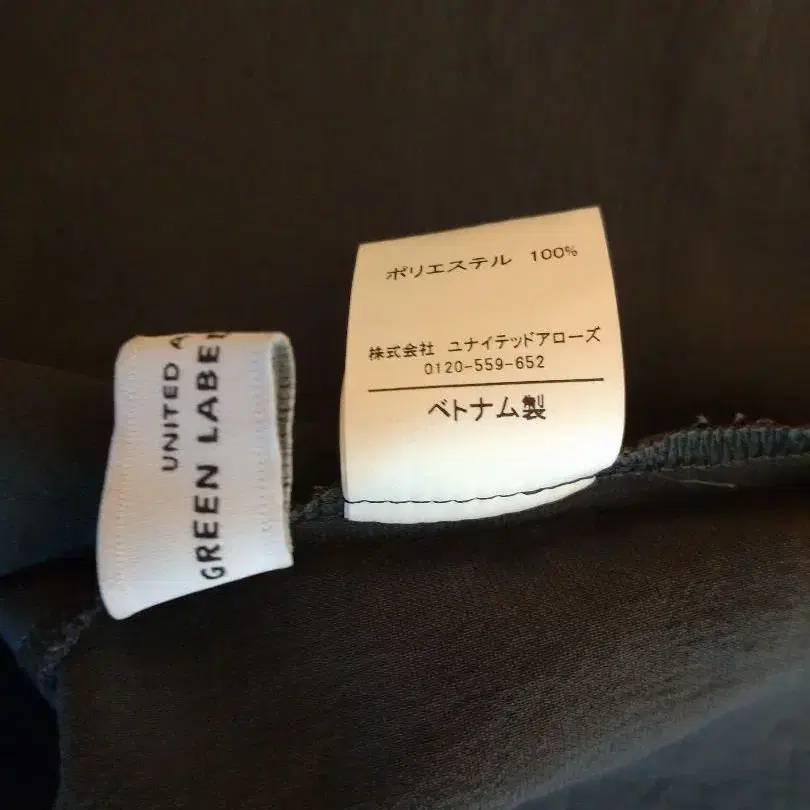 UNITED A
GREEN LABEL
ポリエステル 100%
株式会社 ユナイテッドアローズ
0120-559-652
ベトナム製